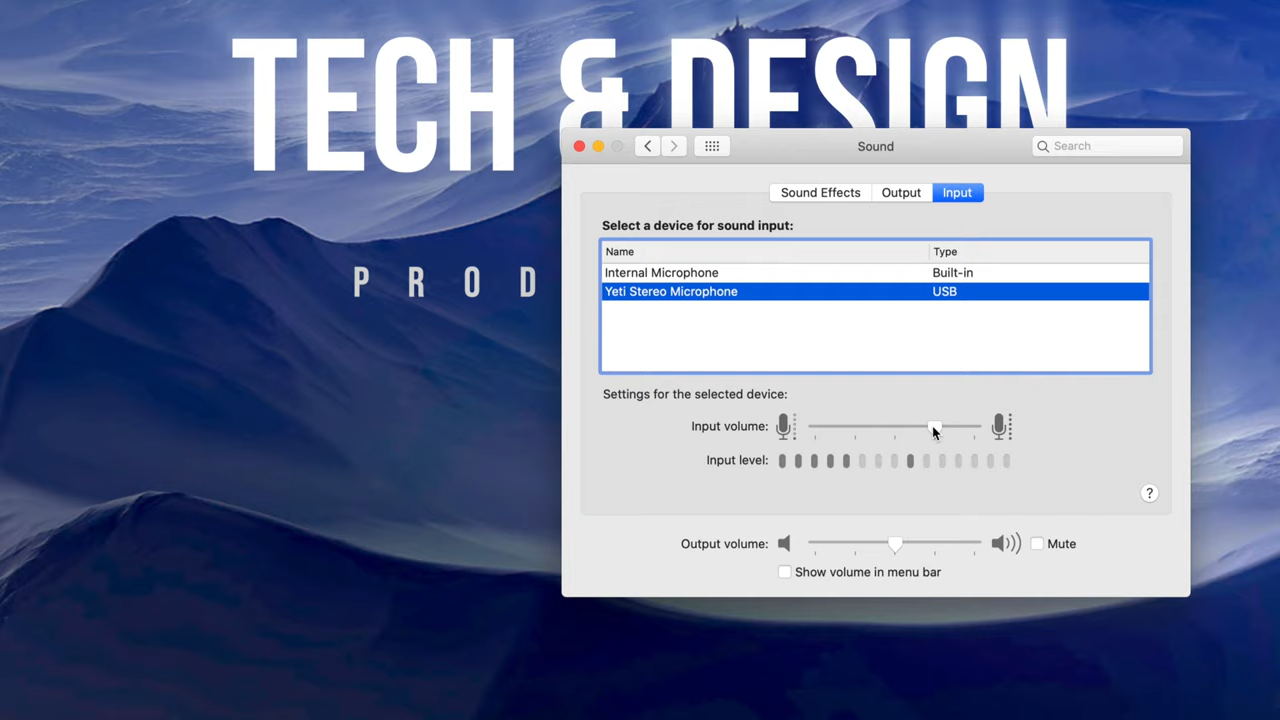 TECH & DESIGN
PROD
Sound
Search
Sound Effects
Output
Input
Select a device for sound input:
Name Type
Internal Microphone Built-in
Yeti Stereo Microphone USB
Settings for the selected device:
Input volume:
Input level:
?
Output volume:
Mute
Show volume in menu bar